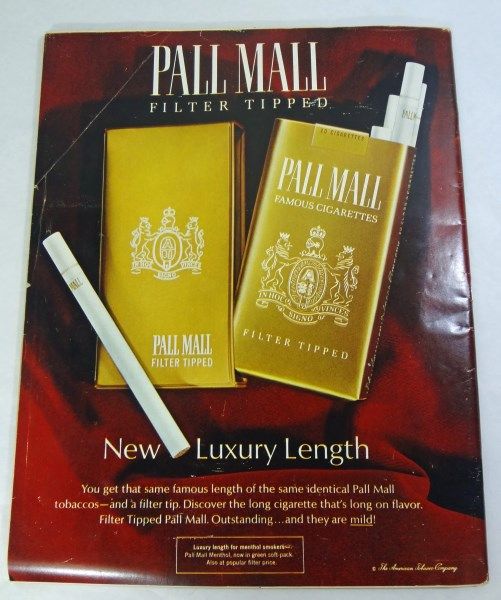 PALL MALL
FILTER TIPPED
20 CIGARETTES
PALL MALL
FAMOUS CIGARETTES
IN HOC SIGNO VINCES
FILTER TIPPED
IN HOC
SIGNO
PALL MALL
FILTER TIPPED
PALL MALL
New Luxury Length
You get that same famous length of the same identical Pall Mall
tobaccos—and a filter tip. Discover the long cigarette that's long on flavor.
Filter Tipped Pall Mall. Outstanding...and they are mild!
Luxury length for menthol smokers—
Pall Mall Menthol, now in green soft-pack.
Also at popular filter price.
© The American Tobacco Company